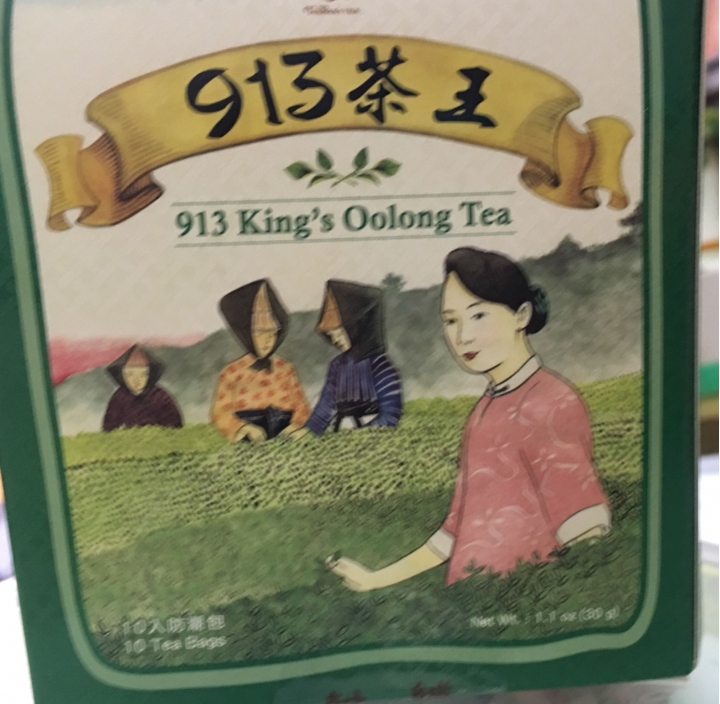 913茶王
913 King's Oolong Tea
10入防潮包
10 Tea Bags
Net Wt. : 1.1 oz (30 g)